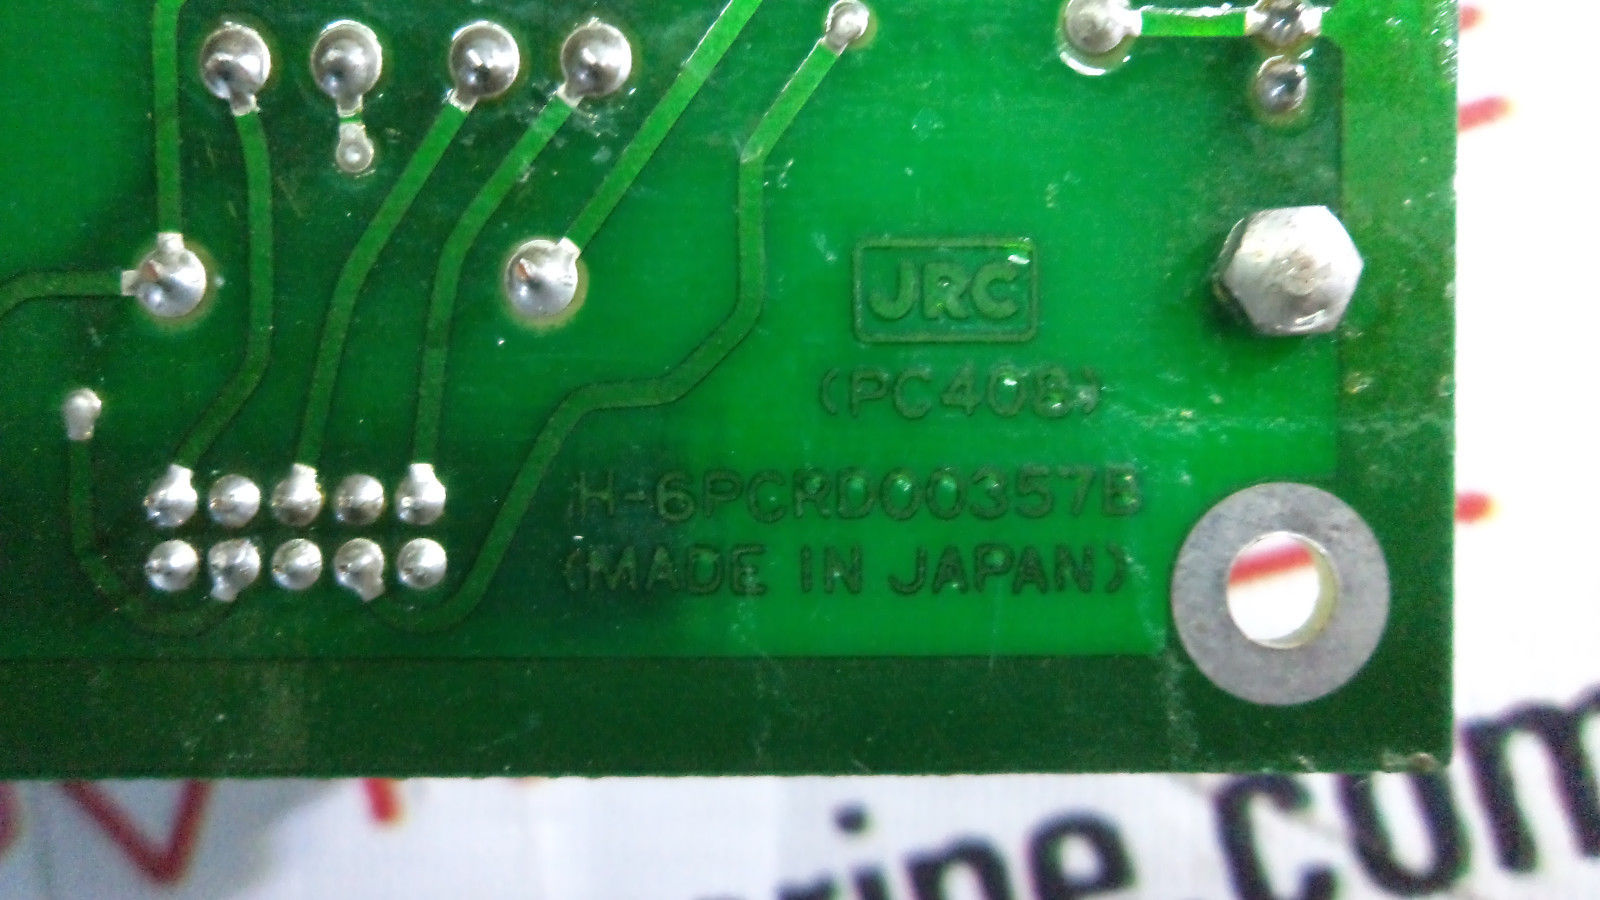 JRC
(PC408)
H-6PCRD00357B
(MADE IN JAPAN)